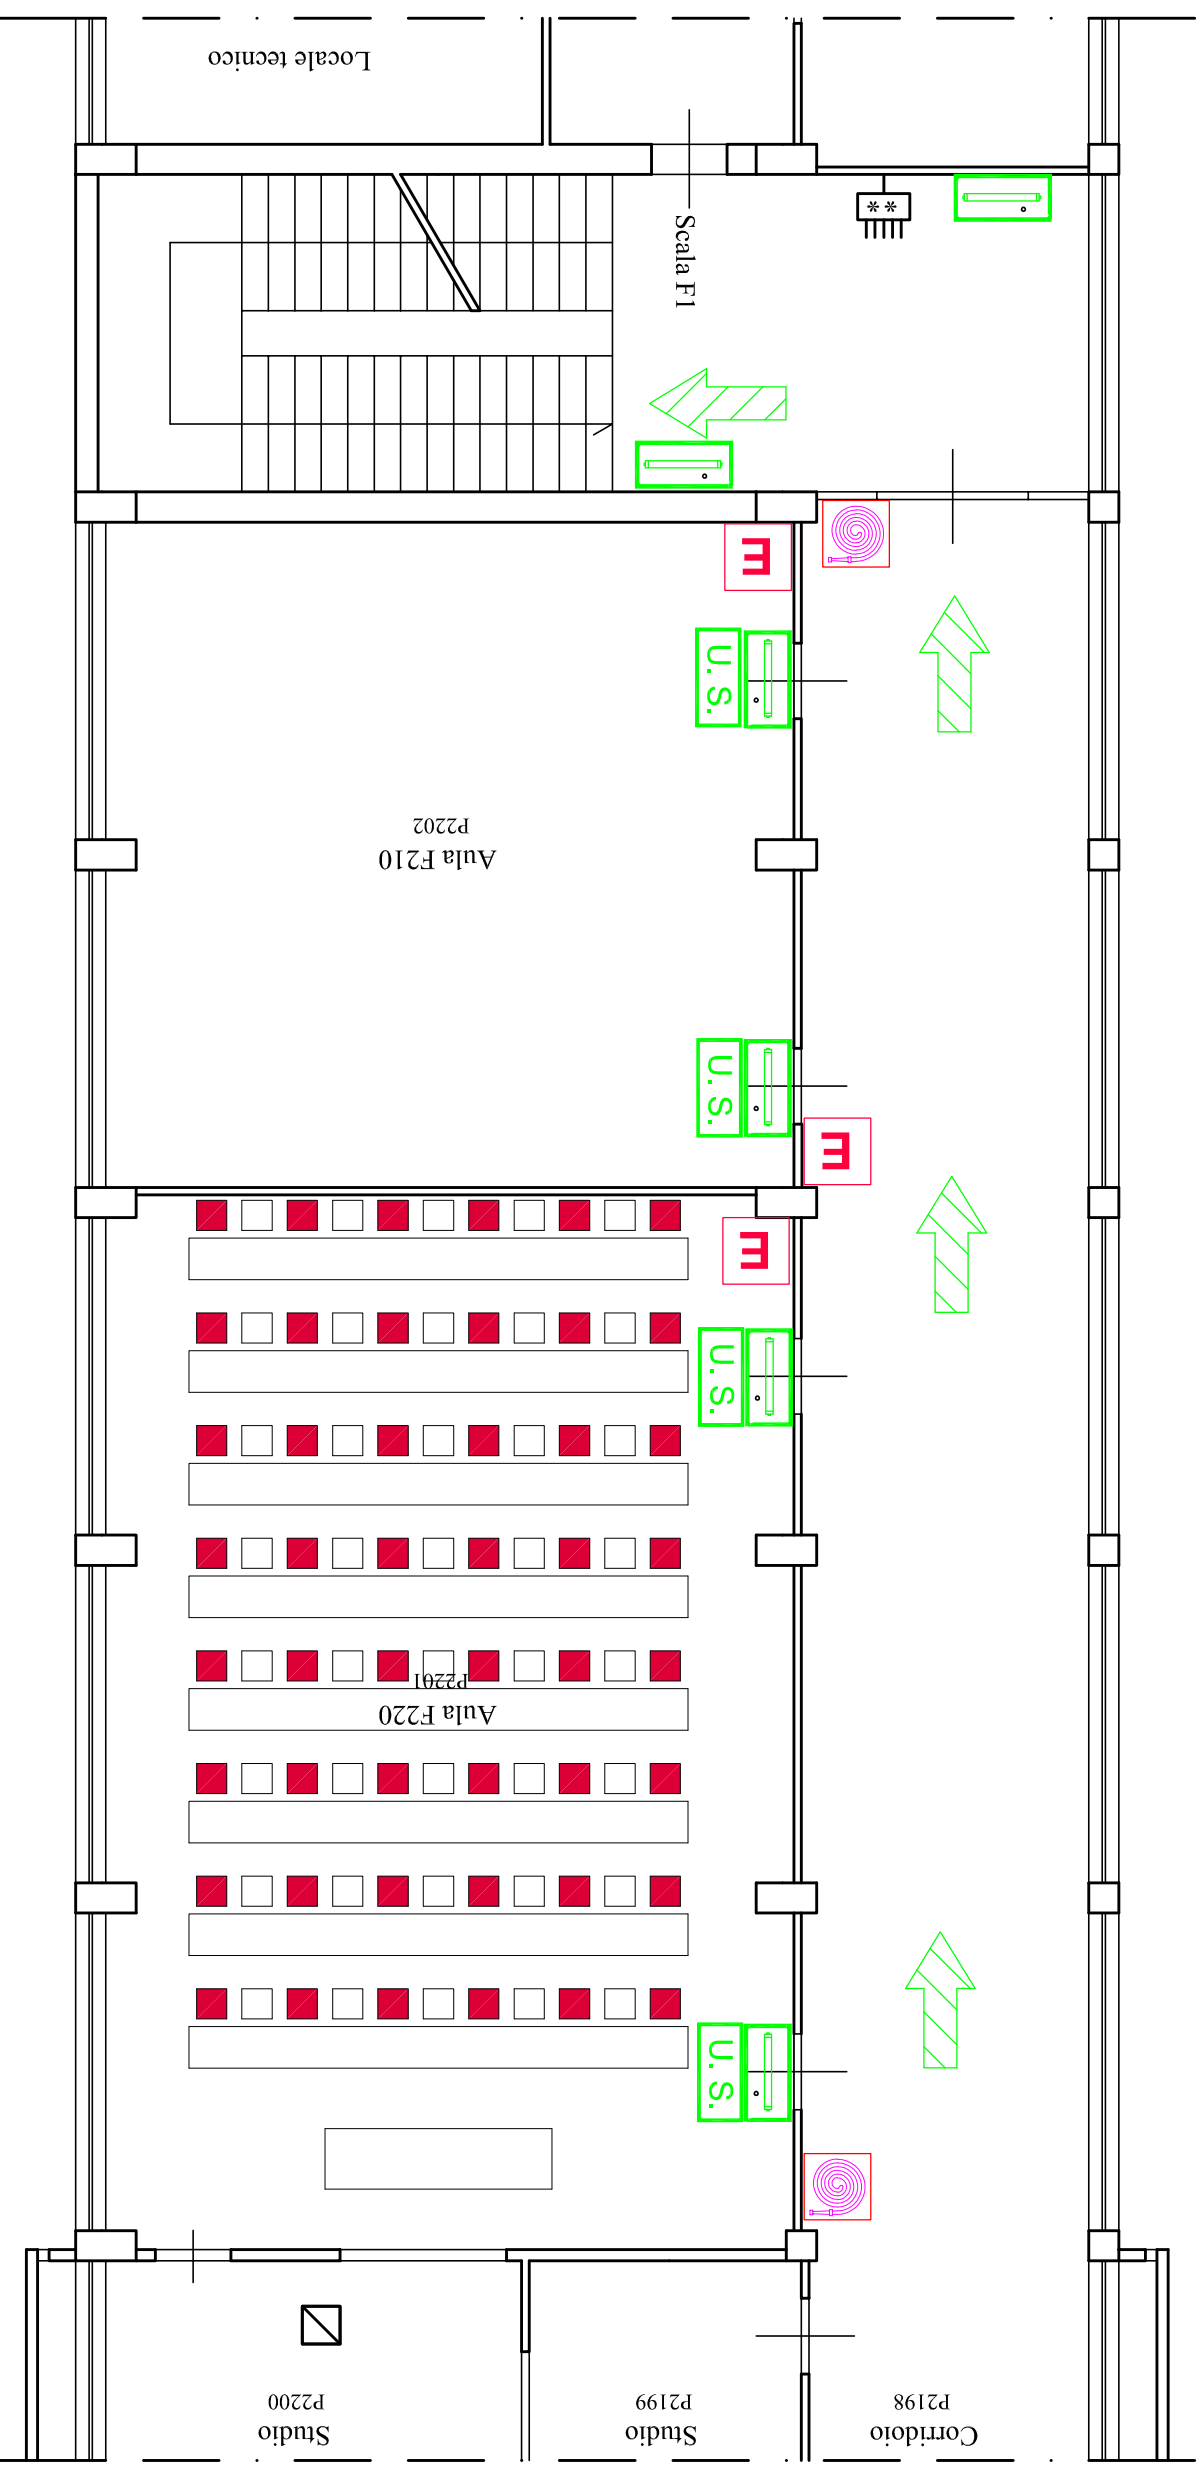 Corridoio
P2198
Studio
P2199
Studio
P2200
U.S.
Aula F220
P2201
U.S.
E
E
U.S.
Aula F210
P2202
U.S.
E
Scala F1
**
Locale tecnico